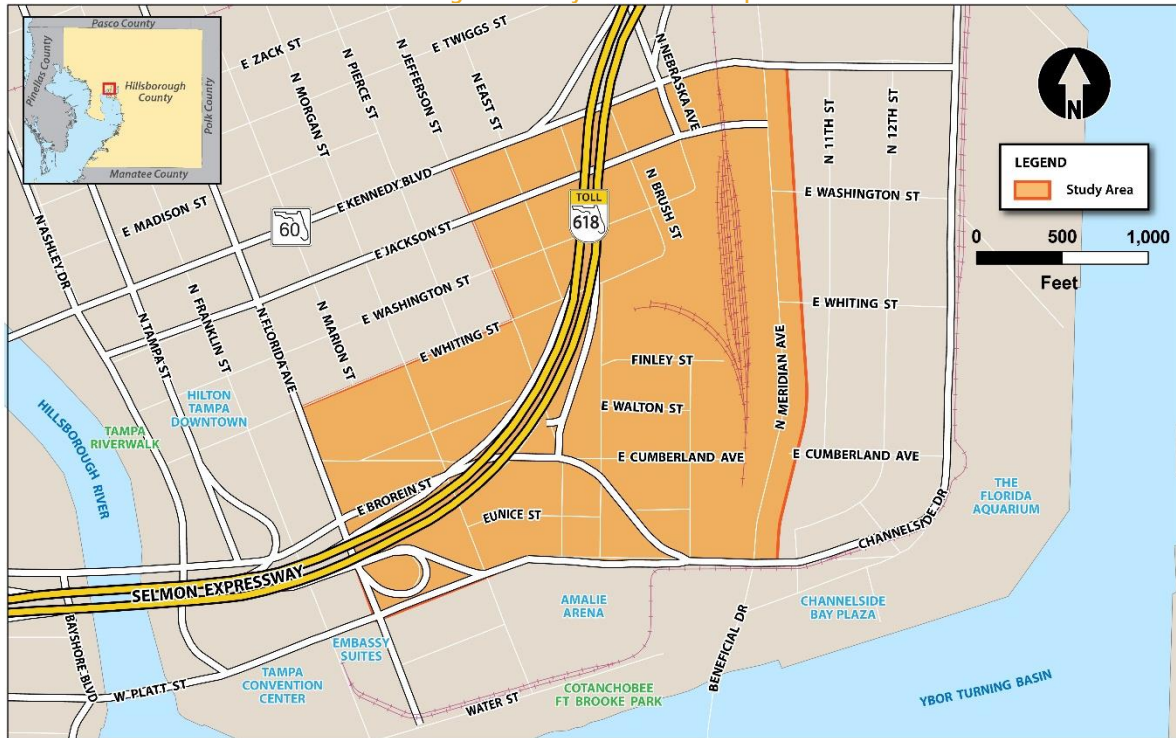 Pasco County
Pinellas County
Hillsborough
County
Polk County
Manatee County
E ZACK ST
E TWIGGS ST
N MORGAN ST
N PIERCE ST
N JEFFERSON ST
N EAST ST
N NEBRASKA AVE
N 11TH ST
N 12TH ST
N
LEGEND
Study Area
0 500 1,000
Feet
E MADISON ST
60
E KENNEDY BLVD
E JACKSON ST
TOLL
618
N BRUSH ST
E WASHINGTON ST
N ASHLEY DR
N TAMPA ST
N FRANKLIN ST
N FLORIDA AVE
N MARION ST
E WASHINGTON ST
E WHITING ST
E WHITING ST
FINLEY ST
N MERIDIAN AVE
HILTON
TAMPA
DOWNTOWN
HILLSBOROUGH RIVER
TAMPA
RIVERWALK
E WALTON ST
E CUMBERLAND AVE
E CUMBERLAND AVE
E BROREIN ST
EUNICE ST
CHANNELSIDE DR
THE
FLORIDA
AQUARIUM
SELMON EXPRESSWAY
AMALIE
ARENA
CHANNELSIDE
BAY PLAZA
BAYSHORE BLVD
W PLATT ST
EMBASSY
SUITES
TAMPA
CONVENTION
CENTER
WATER ST
COTANCHOBEE
FT BROOKE PARK
BENEFICIAL DR
YBOR TURNING BASIN